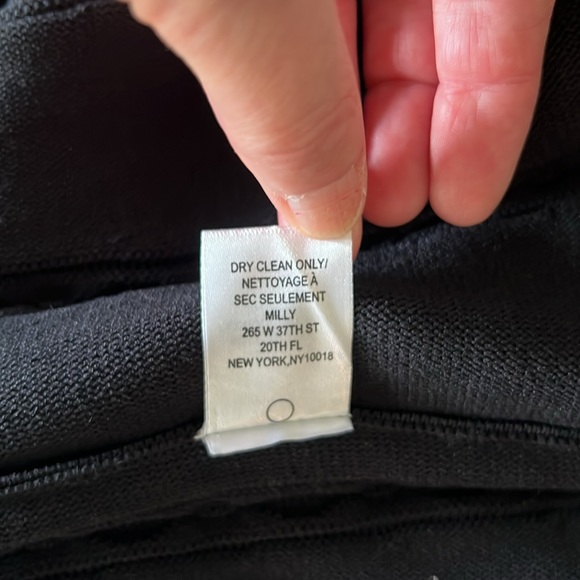 DRY CLEAN ONLY/
NETTOYAGE À
SEC SEULEMENT
MILLY
265 W 37TH ST
20TH FL
NEW YORK,NY10018